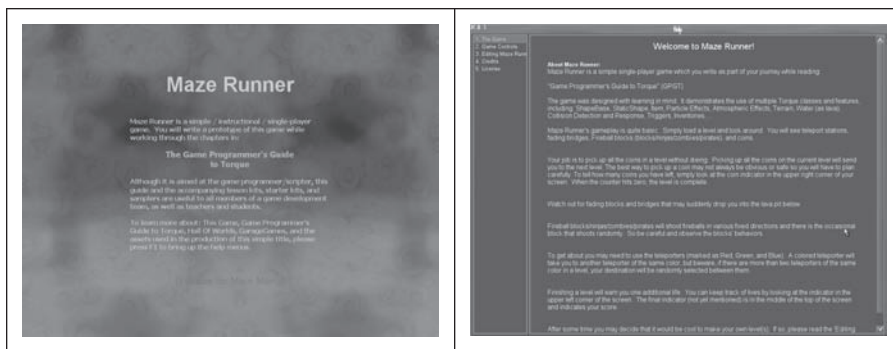 Maze Runner
Maze Runner is a simple / instructional / single-player
game. You will write a prototype of this game while
working through the chapters in:
The Game Programmer's Guide
to Torque
Although it is aimed at the game programmer/scripter, this
guide and the accompanying lesson kits, starter kits, and
samplers are useful to all members of a game development
team, as well as teachers and students.
To learn more about: This Game, Game Programmer's
Guide to Torque, Hall Of Worlds, GarageGames, and the
assets used in the production of this simple title, please
press F1 to bring up the help menus.
Help
1. The Game
2. Game Controls
3. Editing Maze Runn
4. Credits
5. License
Welcome to Maze Runner!
About Maze Runner:
Maze Runner is a simple single player game which you write as part of your journey while reading:
"Game Programmer's Guide to Torque" (GPGT)
The game was designed with learning in mind. It demonstrates the use of multiple Torque classes and features,
including: ShapeBase, StaticShape, Item, Particle Effects, Atmospheric Effects, Terrain, Water (as lava)
Collision Detection and Response, Triggers, Inventories...
Maze Runner's gameplay is quite basic. Simply load a level and look around. You will see teleport stations,
fading bridges, Fireball blocks (blocks/ninjas/zombies/pirates), and coins.
Your job is to pick up all the coins in a level without dieing. Picking up all the coins on the current level will send
you to the next level. The best way to pick up a coin may not always be obvious or safe so you will have to plan
carefully. To tell how many coins you have left, simply look at the coin indicator in the upper right corner of your
screen. When the counter hits zero, the level is complete.
Watch out for fading blocks and bridges that may suddenly drop you into the lava pit below.
Fireball blocks/ninjas/zombies/pirates will shoot fireballs in various fixed directions and there is the occasional
block that shoots randomly. So be careful and observe the blocks' behaviors.
To get about you may need to use the teleporters (marked as Red, Green, and Blue). A colored teleporter will
take you to another teleporter of the same color, but beware, if there are more than two teleporters of the same
color in a level, your destination will be randomly selected between them.
Finishing a level will earn you one additional life. You can keep track of lives by looking at the indicator in the
upper left corner of the screen. The final indicator (not yet mentioned) is in the middle of the top of the screen
and indicates your score.
After some time you may decide that it would be cool to make your own level(s). If so, please read the 'Editing